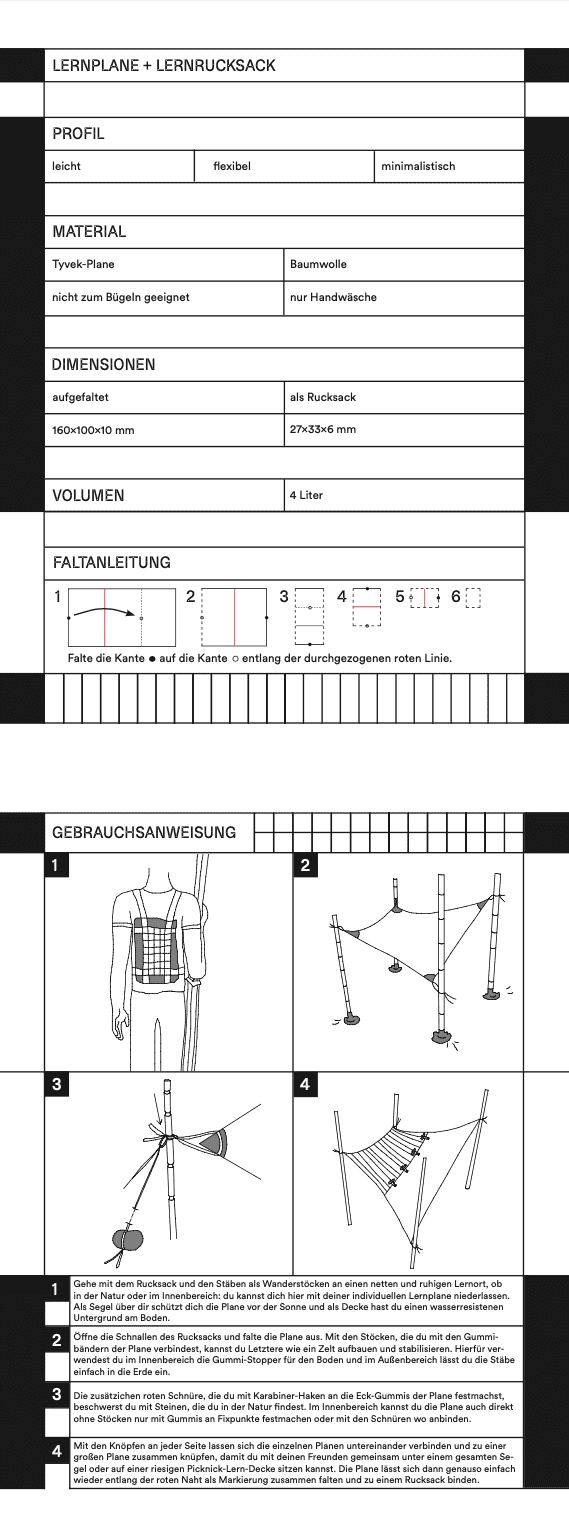 LERNPLANE + LERNRUCKSACK
PROFIL
leicht
flexibel
minimalistisch
MATERIAL
Tyvek-Plane
Baumwolle
nicht zum Bügeln geeignet
nur Handwäsche
DIMENSIONEN
aufgefaltet
als Rucksack
160×100×10 mm
27×33×6 mm
VOLUMEN
4 Liter
FALTANLEITUNG
1 2 3 4 5 6
Falte die Kante ● auf die Kante ○ entlang der durchgezogenen roten Linie.
GEBRAUCHSANWEISUNG
1
2
3
4
1
Gehe mit dem Rucksack und den Stäben als Wanderstöcken an einen netten und ruhigen Lernort, ob
in der Natur oder im Innenbereich: du kannst dich hier mit deiner individuellen Lernplane niederlassen.
Als Segel über dir schützt dich die Plane vor der Sonne und als Decke hast du einen wasserresistenen
Untergrund am Boden.
2
Öffne die Schnallen des Rucksacks und falte die Plane aus. Mit den Stöcken, die du mit den Gummi-
bändern der Plane verbindest, kannst du Letztere wie ein Zelt aufbauen und stabilisieren. Hierfür ver-
wendest du im Innenbereich die Gummi-Stopper für den Boden und im Außenbereich lässt du die Stäbe
einfach in die Erde ein.
3
Die zusätzichen roten Schnüre, die du mit Karabiner-Haken an die Eck-Gummis der Plane festmachst,
beschwerst du mit Steinen, die du in der Natur findest. Im Innenbereich kannst du die Plane auch direkt
ohne Stöcken nur mit Gummis an Fixpunkte festmachen oder mit den Schnüren wo anbinden.
4
Mit den Knöpfen an jeder Seite lassen sich die einzelnen Planen untereinander verbinden und zu einer
großen Plane zusammen knüpfen, damit du mit deinen Freunden gemeinsam unter einem gesamten Se-
gel oder auf einer riesigen Picknick-Lern-Decke sitzen kannst. Die Plane lässt sich dann genauso einfach
wieder entlang der roten Naht als Markierung zusammen falten und zu einem Rucksack binden.